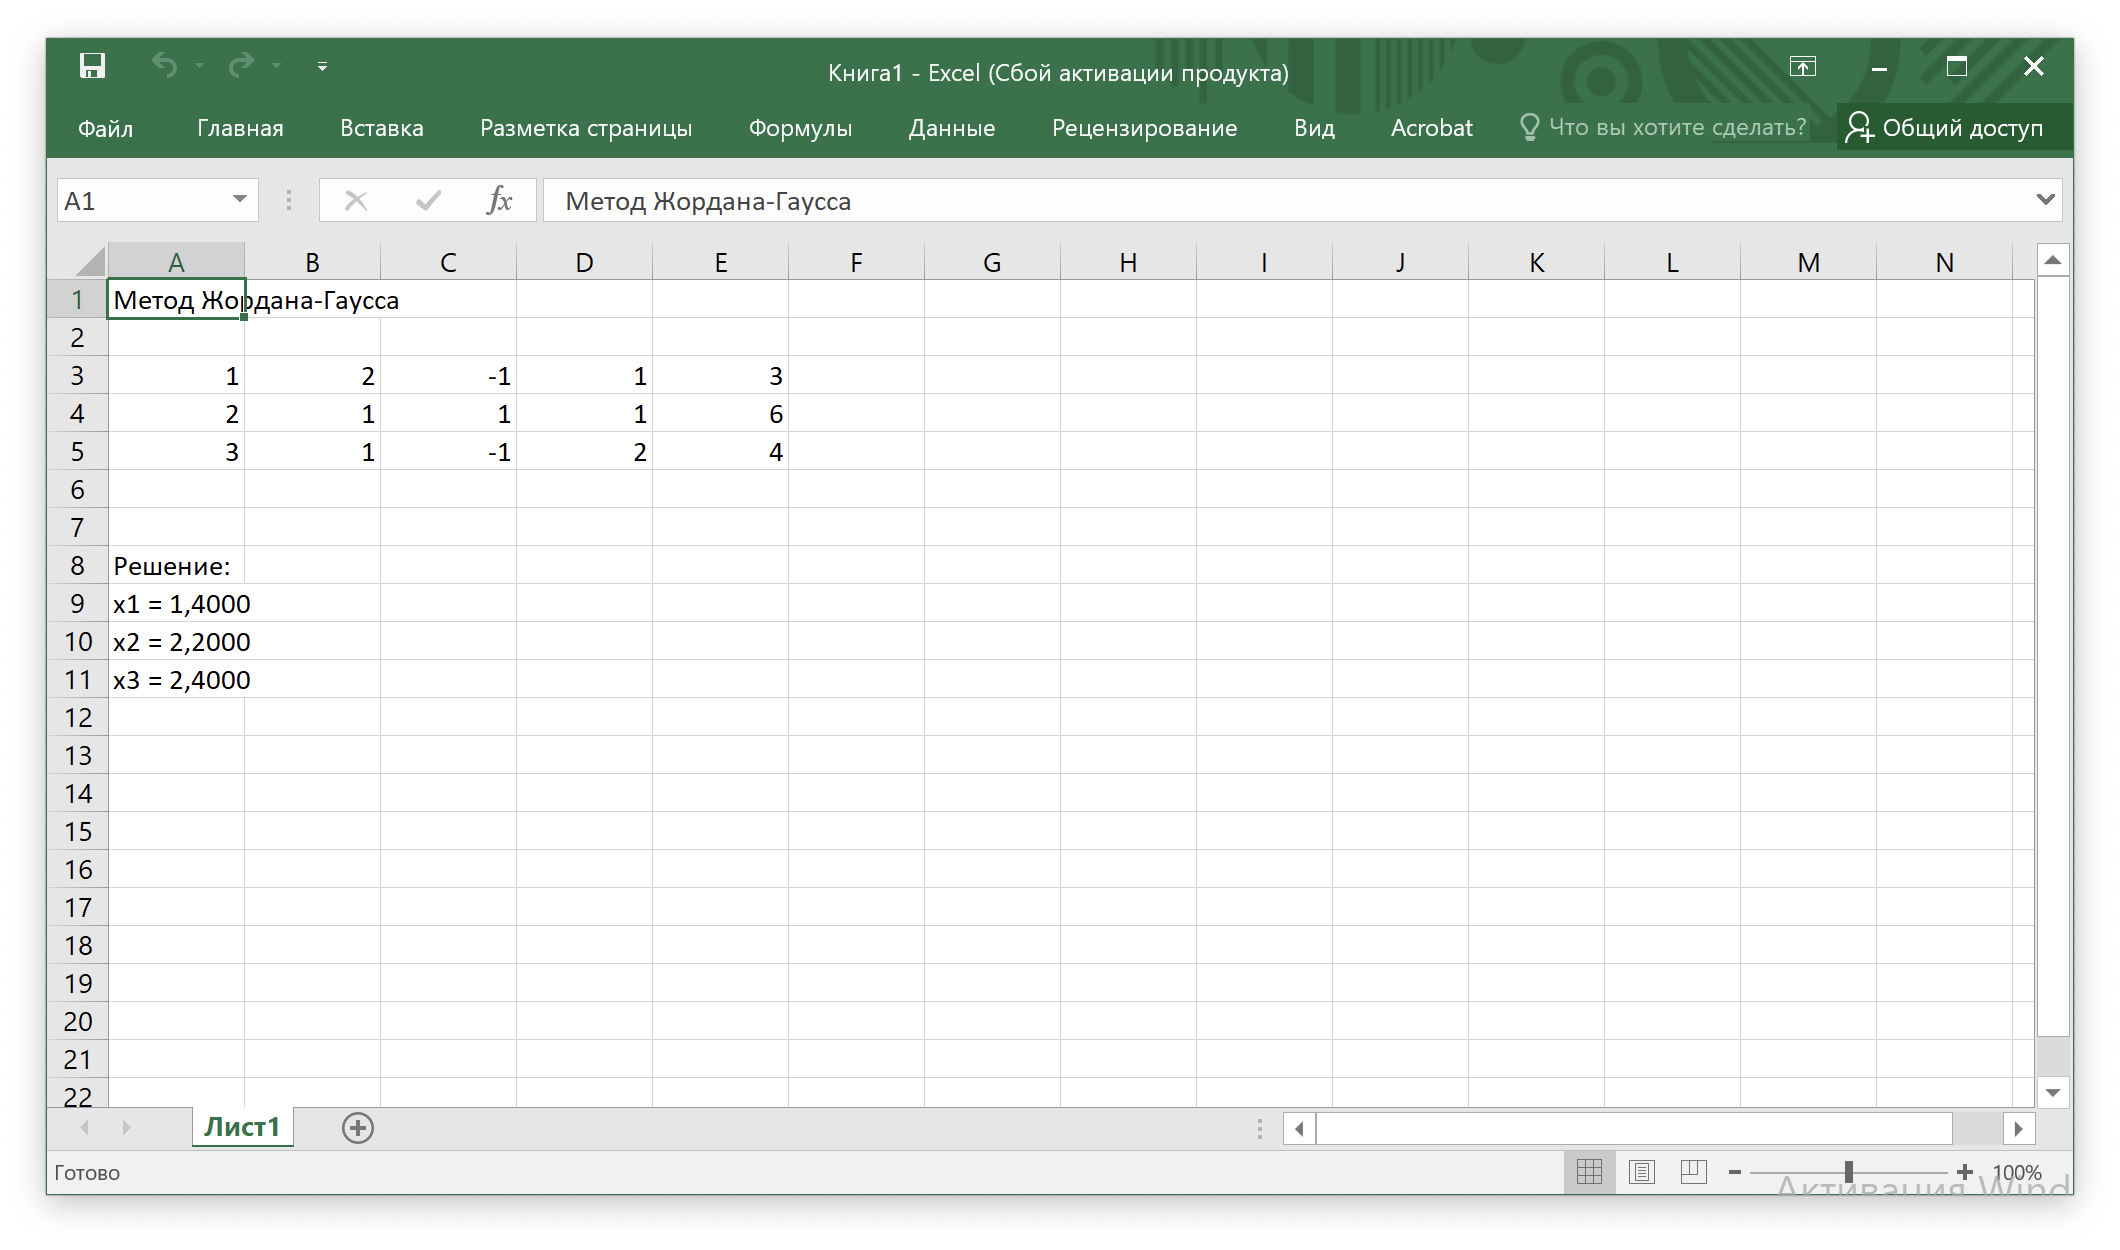 Книга1 - Excel (Сбой активации продукта)
Файл Главная Вставка Разметка страницы Формулы Данные Рецензирование Вид Acrobat Что вы хотите сделать? Общий доступ
A1 fx Метод Жордана-Гаусса
A B C D E F G H I J K L M N
1 Метод Жордана-Гаусса
2
3 1 2 -1 1 3
4 2 1 1 1 6
5 3 1 -1 2 4
6
7
8 Решение:
9 x1 = 1,4000
10 x2 = 2,2000
11 x3 = 2,4000
12
13
14
15
16
17
18
19
20
21
22
Лист1
Готово 100%
Активация Wind